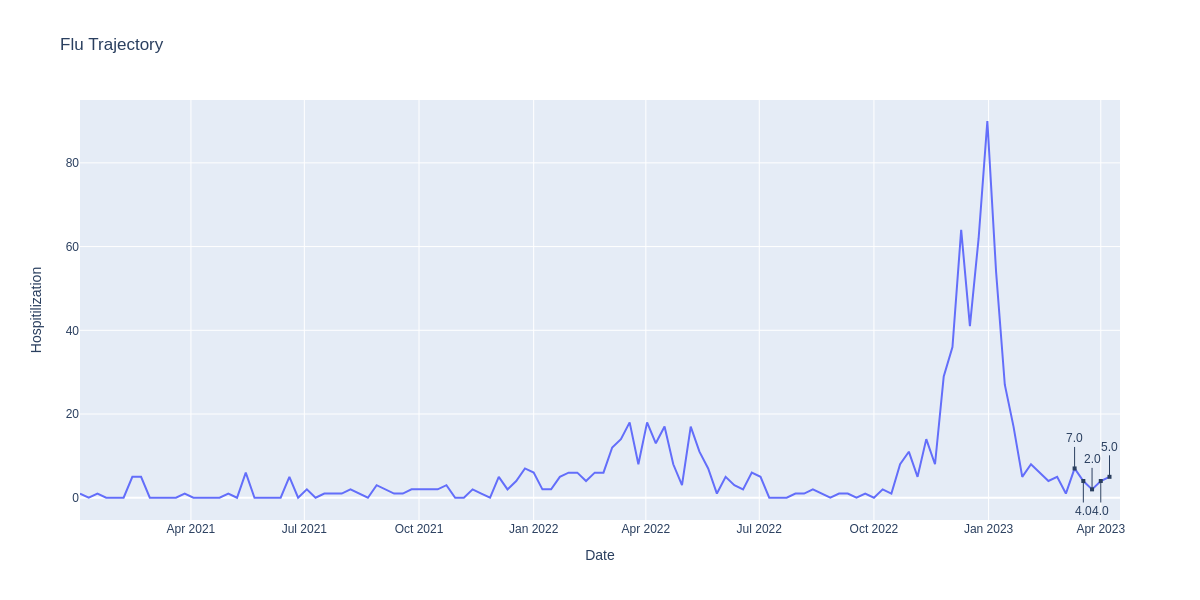 Flu Trajectory
Hospitilization
80
60
40
20
0
7.0
5.0
2.0
4.0
4.0
Apr 2021
Jul 2021
Oct 2021
Jan 2022
Apr 2022
Jul 2022
Oct 2022
Jan 2023
Apr 2023
Date